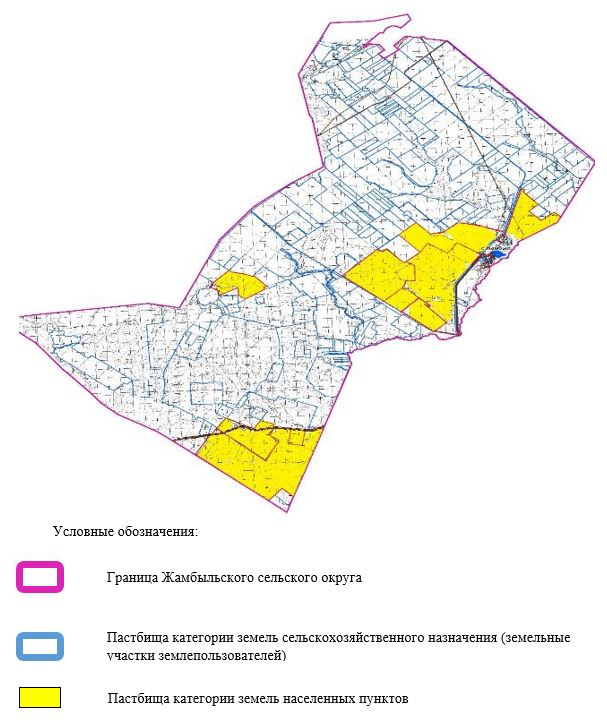 Условные обозначения:
Граница Жамбыльского сельского округа
Пастбища категории земель сельскохозяйственного назначения (земельные
участки землепользователей)
Пастбища категории земель населенных пунктов